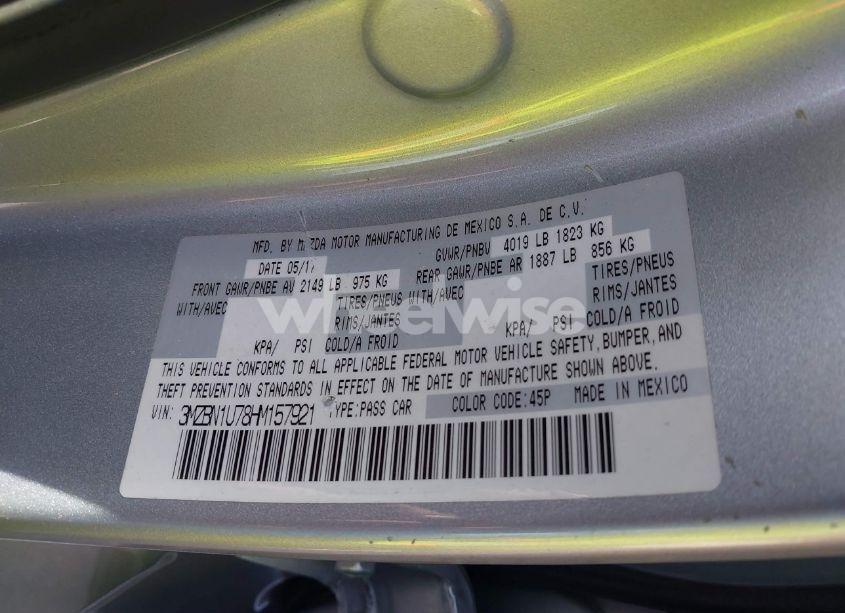 MFD. BY MAZDA MOTOR MANUFACTURING DE MEXICO S.A. DE C.V.
DATE 05/17 GVWR/PNBV 4019 LB 1823 KG
FRONT GAWR/PNBE AV 2149 LB 975 KG REAR GAWR/PNBE AR 1887 LB 856 KG
WITH/AVEC TIRES/PNEUS WITH/AVEC TIRES/PNEUS
RIMS/JANTES RIMS/JANTES
KPA/ PSI COLD/A FROID KPA/ PSI COLD/A FROID
wheelwise
THIS VEHICLE CONFORMS TO ALL APPLICABLE FEDERAL MOTOR VEHICLE SAFETY, BUMPER, AND
THEFT PREVENTION STANDARDS IN EFFECT ON THE DATE OF MANUFACTURE SHOWN ABOVE.
VIN: 3MZBN1U78HM157921 TYPE:PASS CAR COLOR CODE:45P MADE IN MEXICO